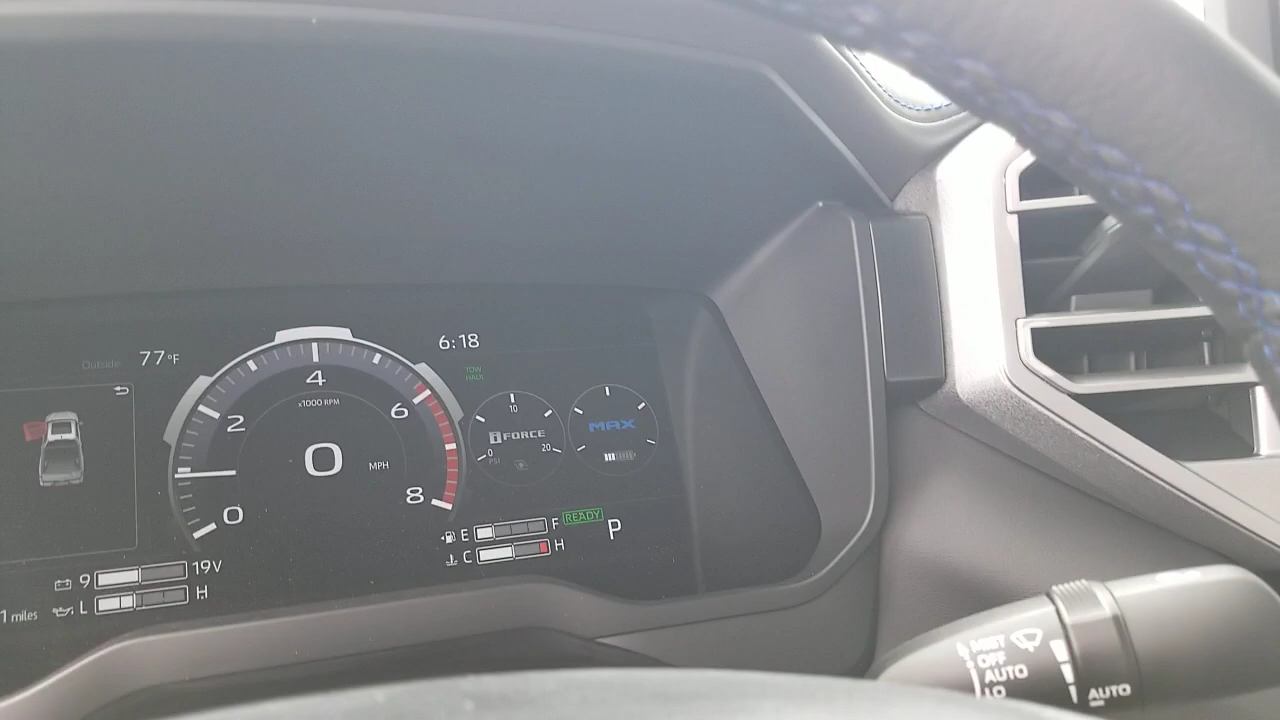 Outside 77°F
6:18
TOW
HAUL
0
2
4
6
8
x1000 RPM
0 MPH
0
10
20
PSI
iFORCE
MAX
E F
READY
P
C H
9 19V
L H
1 miles
MIST
OFF
AUTO
LO
AUTO